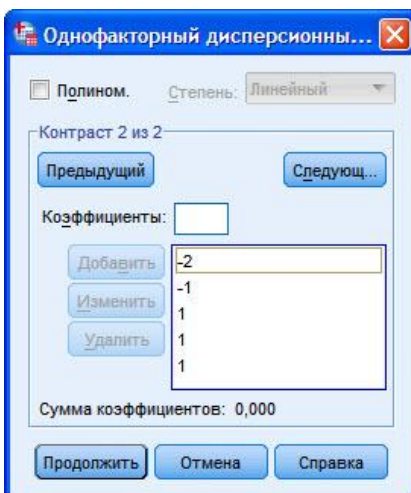 Однофакторный дисперсионны...
Полином. Степень: Линейный
Контраст 2 из 2
Предыдущий Следующ...
Коэффициенты:
Добавить
Изменить
Удалить
-2
-1
1
1
1
Сумма коэффициентов: 0,000
Продолжить Отмена Справка